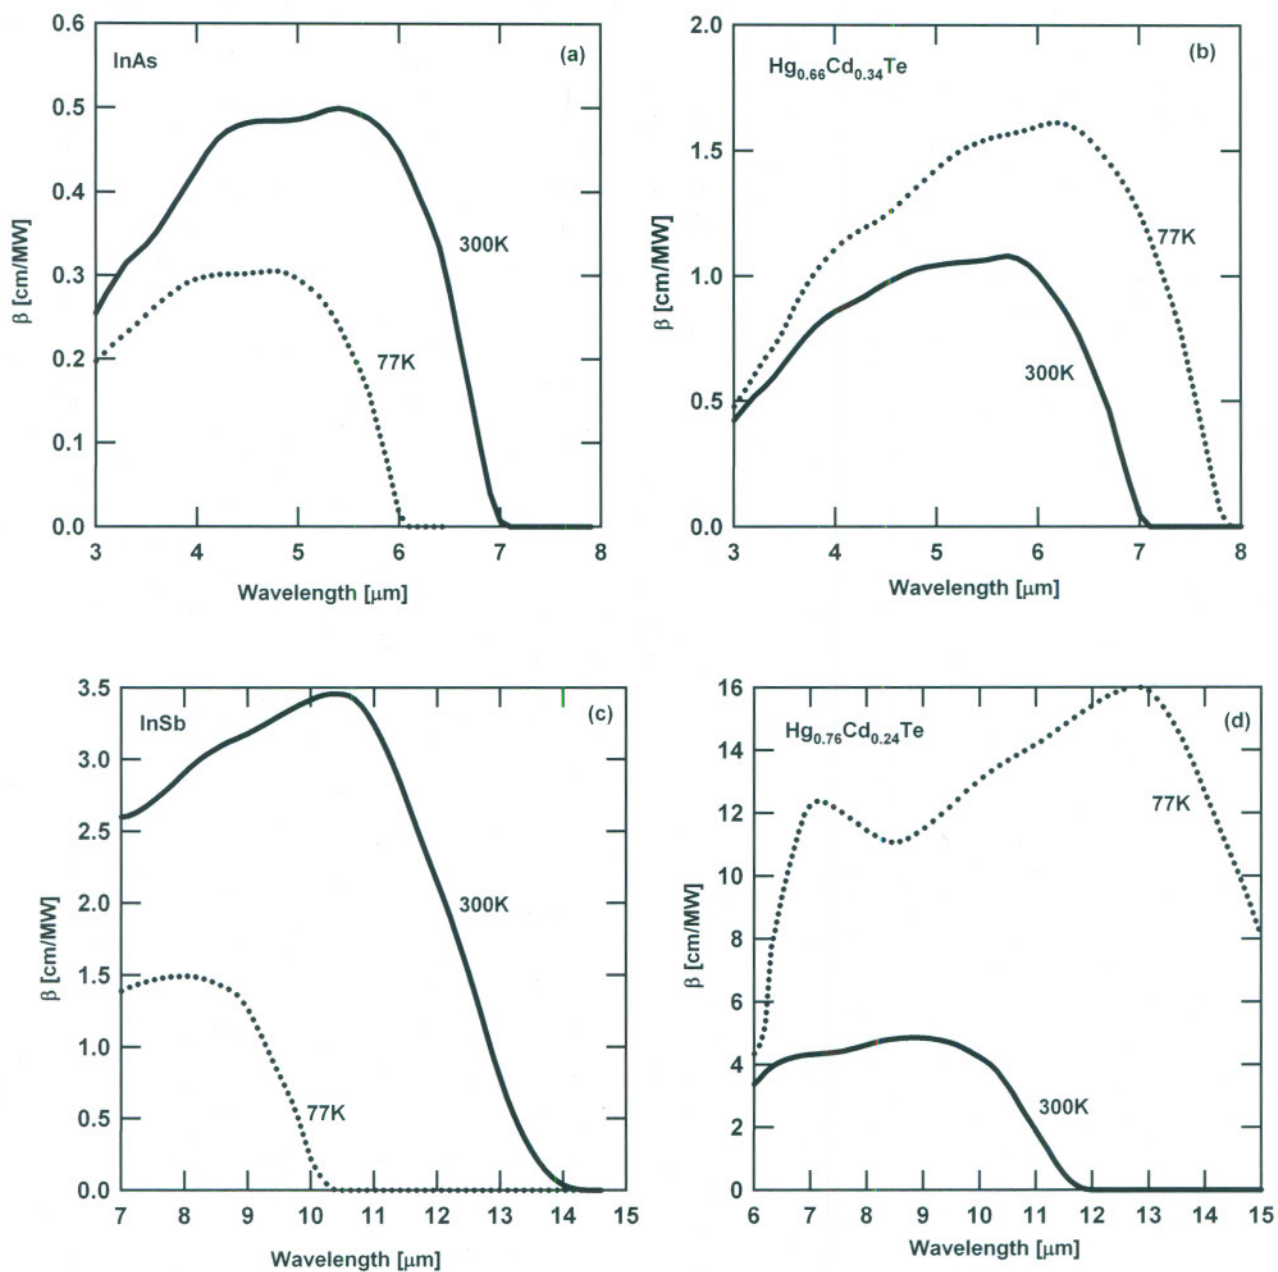 InAs
(a)
0.6
0.5
0.4
0.3
0.2
0.1
0.0
300K
77K
3 4 5 6 7 8
β [cm/MW]
Wavelength [μm]
Hg0.66Cd0.34Te
(b)
2.0
1.5
1.0
0.5
0.0
77K
300K
3 4 5 6 7 8
β [cm/MW]
Wavelength [μm]
InSb
(c)
3.5
3.0
2.5
2.0
1.5
1.0
0.5
0.0
300K
77K
7 8 9 10 11 12 13 14 15
β [cm/MW]
Wavelength [μm]
Hg0.76Cd0.24Te
(d)
16
14
12
10
8
6
4
2
0
77K
300K
6 7 8 9 10 11 12 13 14 15
β [cm/MW]
Wavelength [μm]